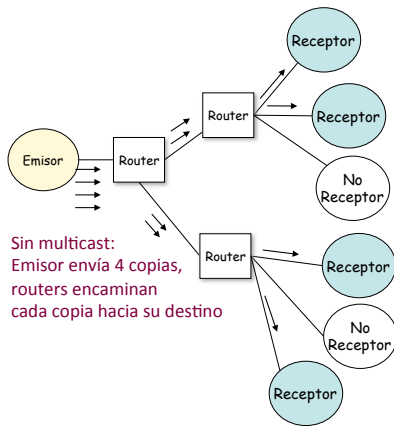 Receptor
Router
Receptor
Emisor
Router
No
Receptor
Sin multicast:
Emisor envía 4 copias,
routers encaminan
cada copia hacia su destino
Router
Receptor
No
Receptor
Receptor